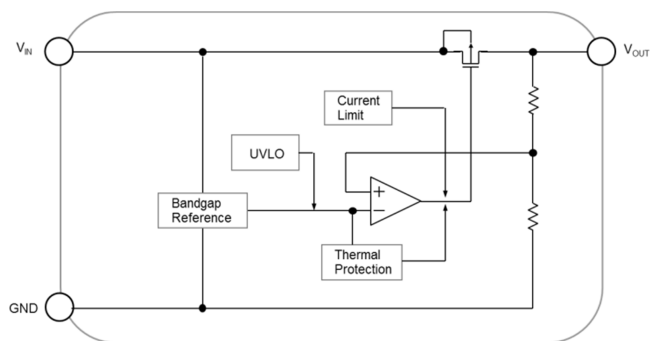 VIN
VOUT
Current
Limit
UVLO
+
−
Bandgap
Reference
Thermal
Protection
GND